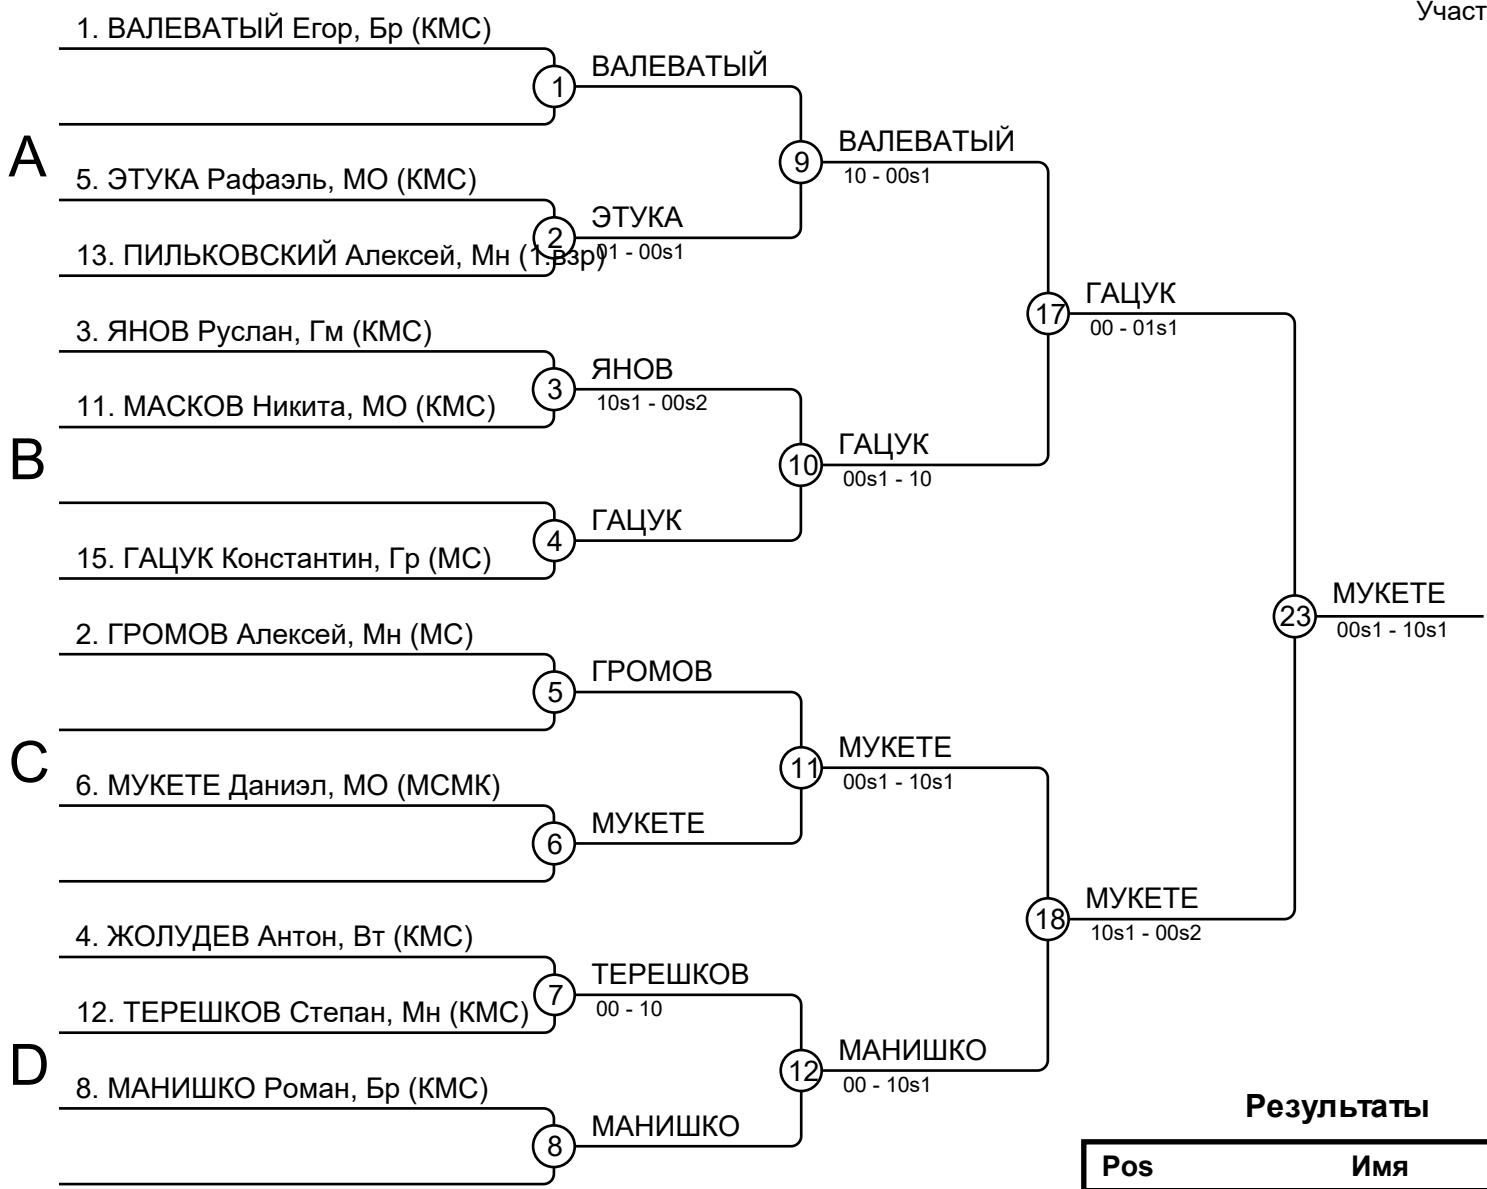 Участ
1. ВАЛЕВАТЫЙ Егор, Бр (КМС)
1
ВАЛЕВАТЫЙ
A
9
ВАЛЕВАТЫЙ
10 - 00s1
5. ЭТУКА Рафаэль, МО (КМС)
2
ЭТУКА
01 - 00s1
13. ПИЛЬКОВСКИЙ Алексей, Мн (1.взр)
17
ГАЦУК
00 - 01s1
3. ЯНОВ Руслан, Гм (КМС)
3
ЯНОВ
10s1 - 00s2
11. МАСКОВ Никита, МО (КМС)
B
10
ГАЦУК
00s1 - 10
4
ГАЦУК
15. ГАЦУК Константин, Гр (МС)
23
МУКЕТЕ
00s1 - 10s1
2. ГРОМОВ Алексей, Мн (МС)
5
ГРОМОВ
C
11
МУКЕТЕ
00s1 - 10s1
6. МУКЕТЕ Даниэл, МО (МСМК)
6
МУКЕТЕ
18
МУКЕТЕ
10s1 - 00s2
4. ЖОЛУДЕВ Антон, Вт (КМС)
7
ТЕРЕШКОВ
00 - 10
12. ТЕРЕШКОВ Степан, Мн (КМС)
D
12
МАНИШКО
00 - 10s1
8. МАНИШКО Роман, Бр (КМС)
8
МАНИШКО
Результаты
Pos Имя